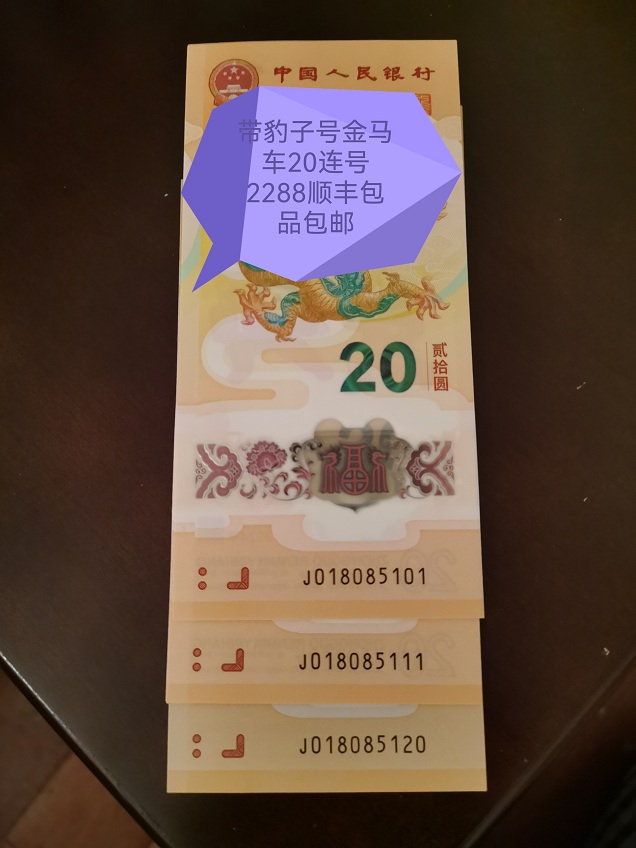 中国人民银行
带豹子号金马
车20连号
2288顺丰包
品包邮
20
贰拾圆
福
J018085101
J018085111
J018085120